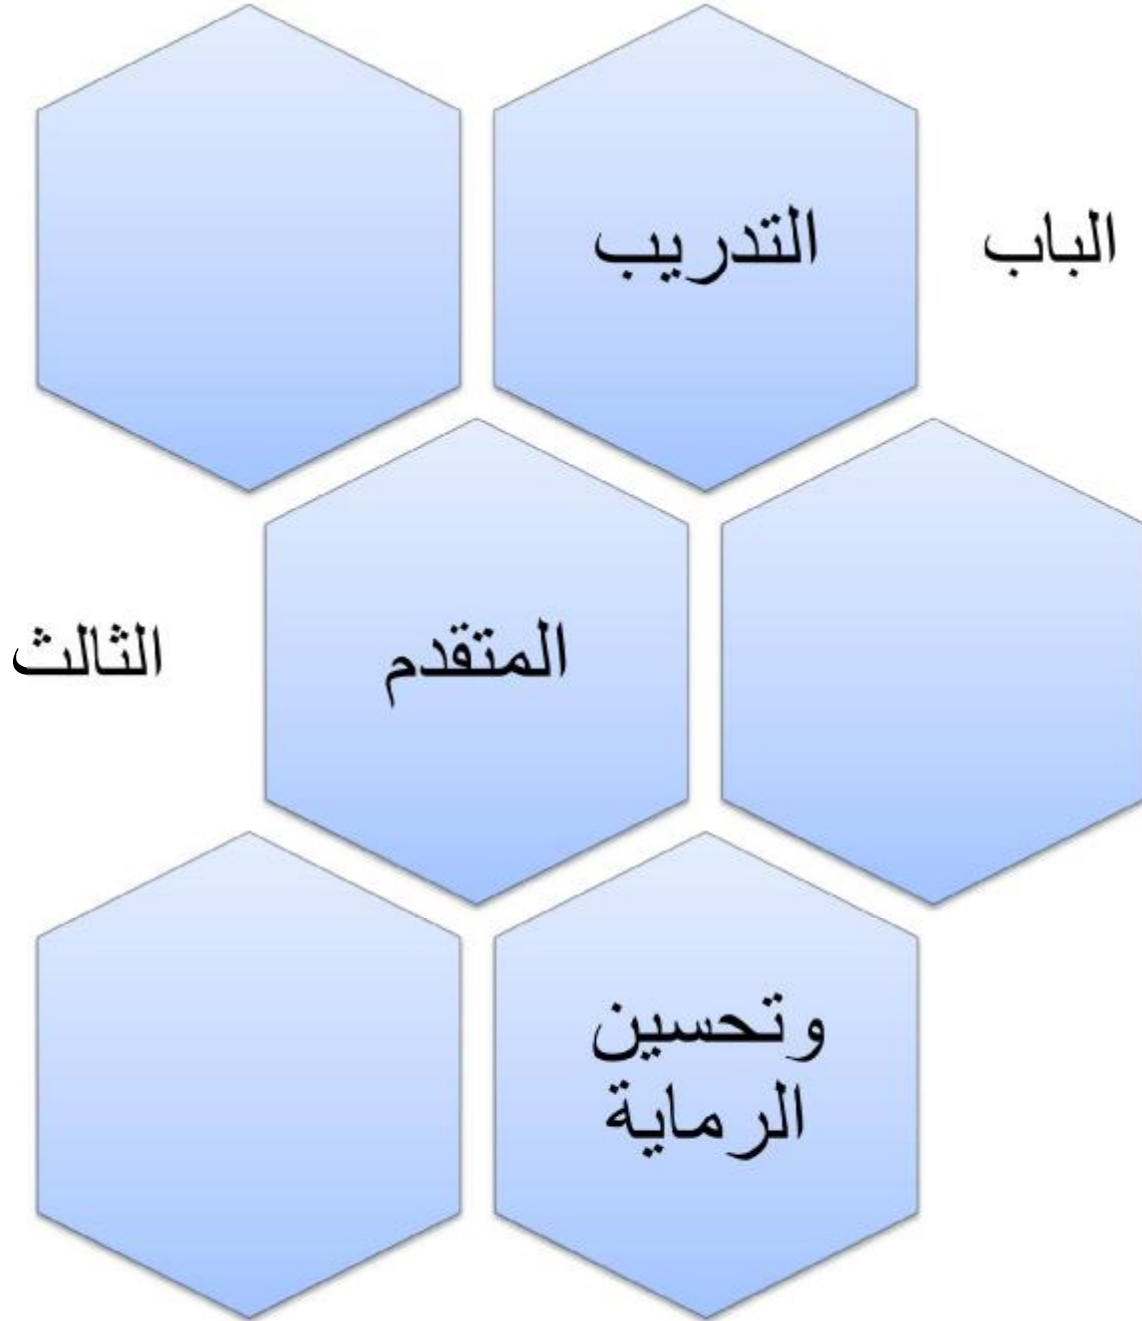 الباب
التدريب
الثالث
المتقدم
وتحسين
الرماية